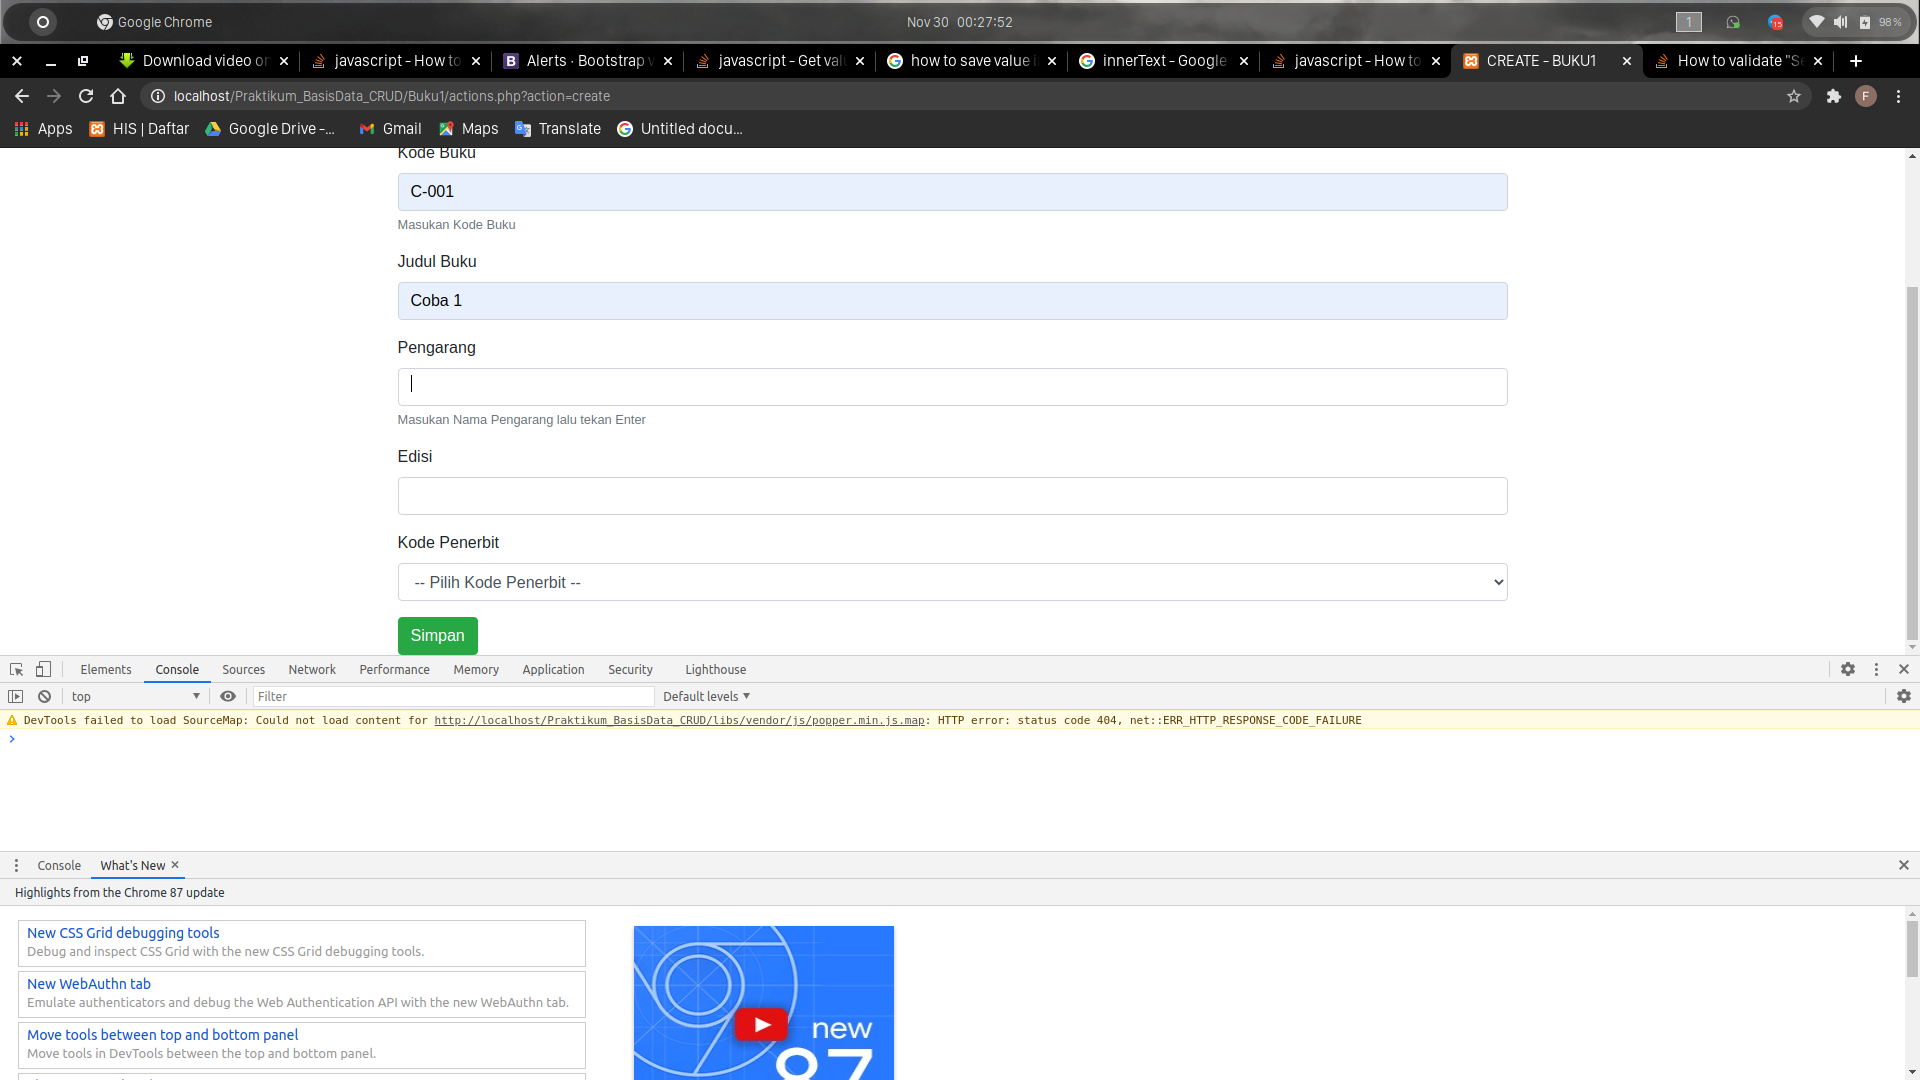 Google Chrome
Nov 30 00:27:52
1
15
98%
Download video or
javascript - How to
Alerts · Bootstrap v
javascript - Get valu
how to save value i
innerText - Google
javascript - How to
CREATE - BUKU1
How to validate "Se
localhost/Praktikum_BasisData_CRUD/Buku1/actions.php?action=create
F
Apps
HIS | Daftar
Google Drive -...
Gmail
Maps
Translate
Untitled docu...
Kode Buku
C-001
Masukan Kode Buku
Judul Buku
Coba 1
Pengarang
Masukan Nama Pengarang lalu tekan Enter
Edisi
Kode Penerbit
-- Pilih Kode Penerbit --
Simpan
Elements Console Sources Network Performance Memory Application Security Lighthouse
top
Filter
Default levels
DevTools failed to load SourceMap: Could not load content for http://localhost/Praktikum_BasisData_CRUD/libs/vendor/js/popper.min.js.map: HTTP error: status code 404, net::ERR_HTTP_RESPONSE_CODE_FAILURE
Console What's New
Highlights from the Chrome 87 update
New CSS Grid debugging tools
Debug and inspect CSS Grid with the new CSS Grid debugging tools.
New WebAuthn tab
Emulate authenticators and debug the Web Authentication API with the new WebAuthn tab.
Move tools between top and bottom panel
Move tools in DevTools between the top and bottom panel.
new
87